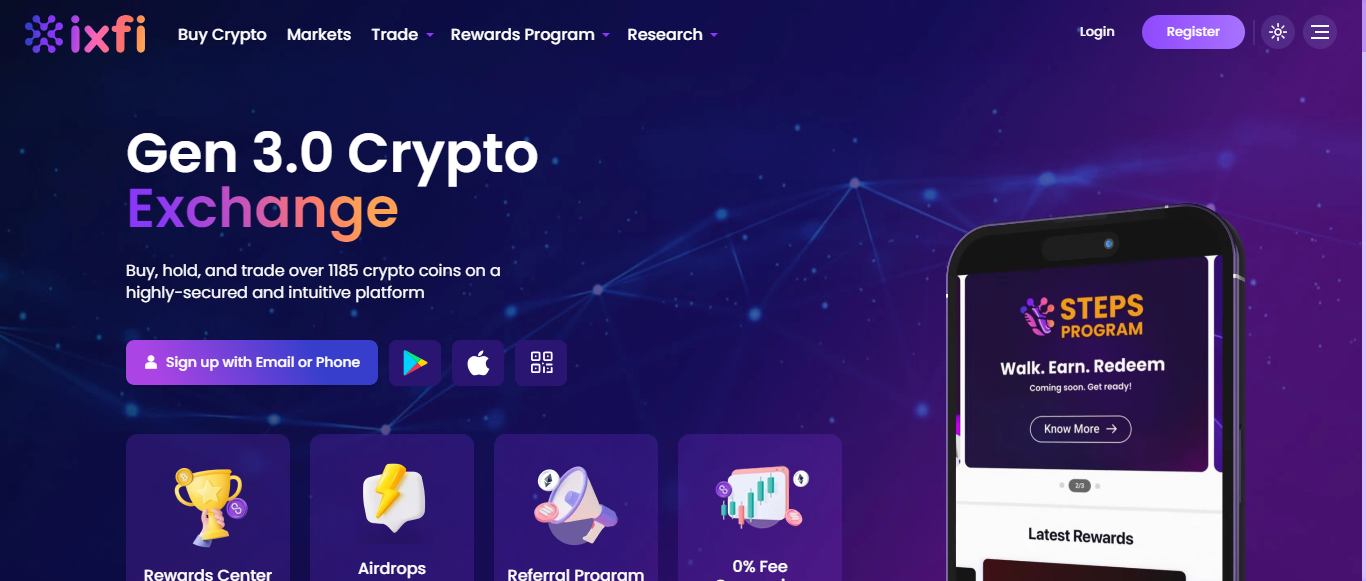 ixfi
Buy Crypto
Markets
Trade
Rewards Program
Research
Login
Register
Gen 3.0 Crypto
Exchange
Buy, hold, and trade over 1185 crypto coins on a
highly-secured and intuitive platform
Sign up with Email or Phone
Rewards Center
Airdrops
Referral Program
0% Fee
STEPS
PROGRAM
Walk. Earn. Redeem
Coming soon. Get ready!
Know More →
2/3
Latest Rewards